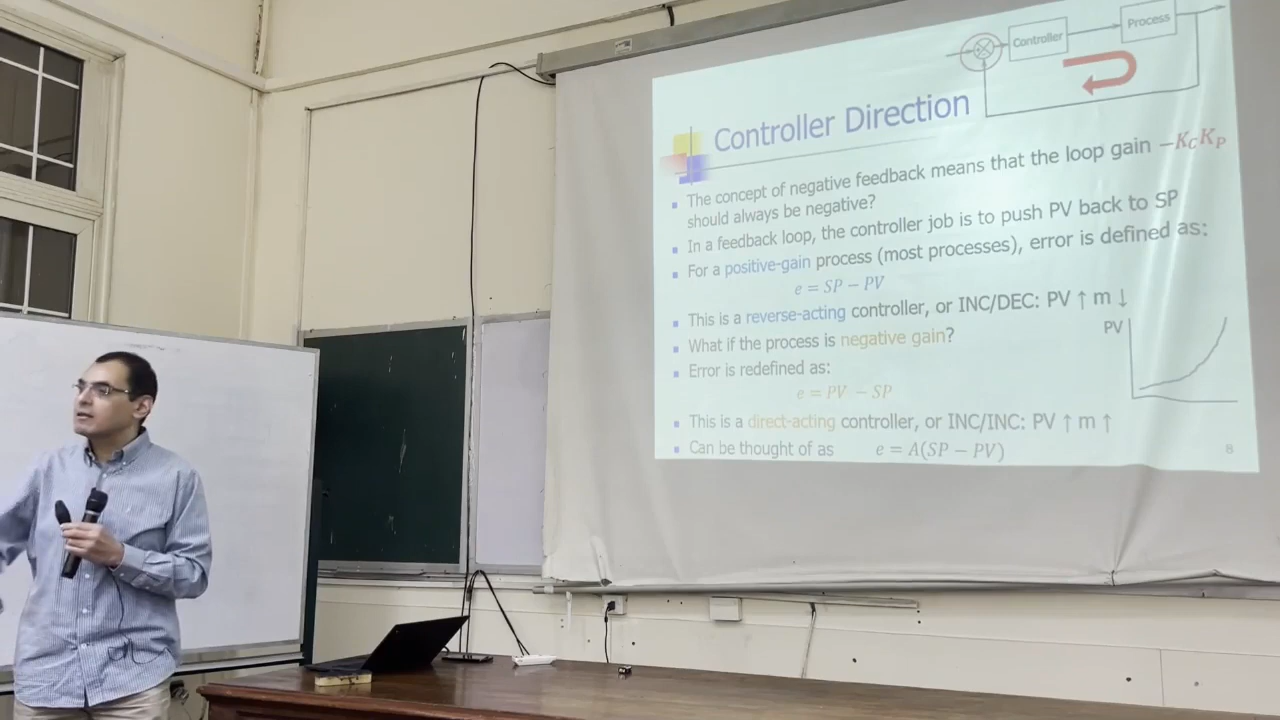 Process
Controller
Controller Direction
The concept of negative feedback means that the loop gain −K_C K_P
should always be negative?
In a feedback loop, the controller job is to push PV back to SP
For a positive-gain process (most processes), error is defined as:
e = SP − PV
This is a reverse-acting controller, or INC/DEC: PV ↑ m ↓
What if the process is negative gain?
PV
Error is redefined as:
e = PV − SP
This is a direct-acting controller, or INC/INC: PV ↑ m ↑
Can be thought of as e = A(SP − PV)
8